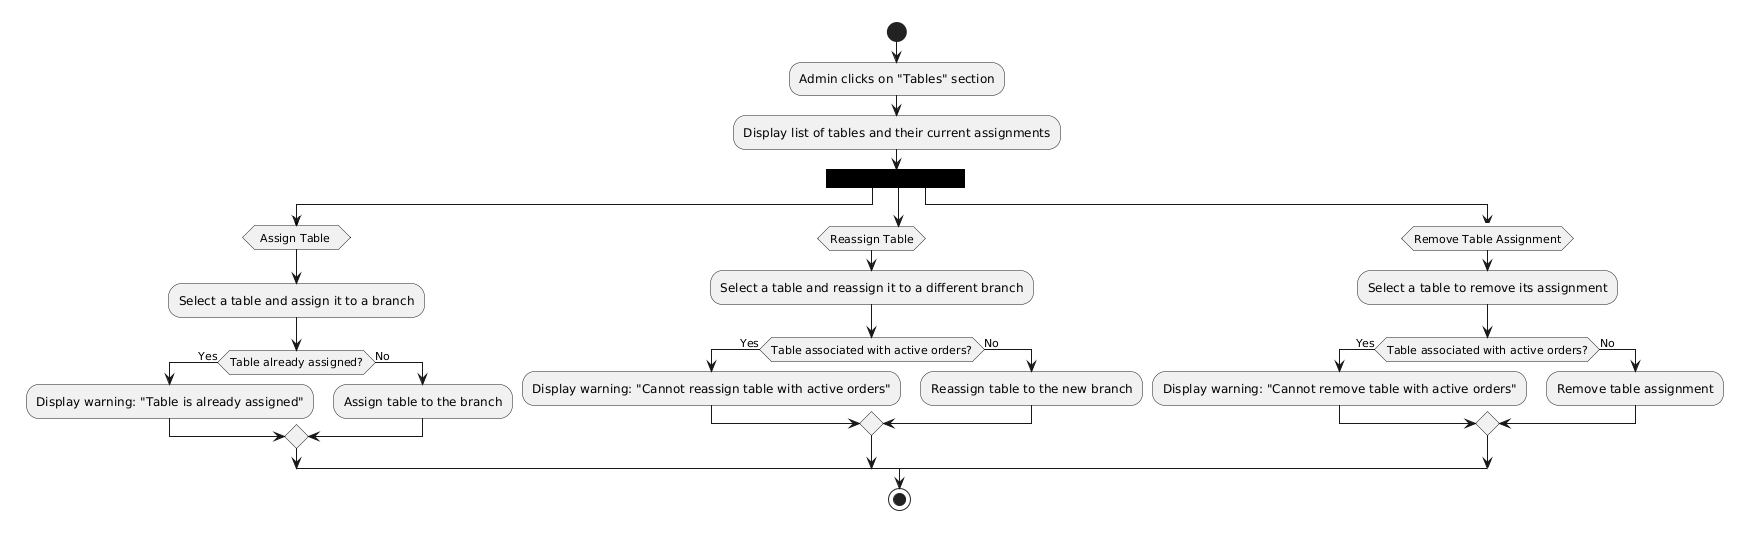 Admin clicks on "Tables" section
Display list of tables and their current assignments
Assign Table
Select a table and assign it to a branch
Yes
Table already assigned?
No
Display warning: "Table is already assigned"
Assign table to the branch
Reassign Table
Select a table and reassign it to a different branch
Yes
Table associated with active orders?
No
Display warning: "Cannot reassign table with active orders"
Reassign table to the new branch
Remove Table Assignment
Select a table to remove its assignment
Yes
Table associated with active orders?
No
Display warning: "Cannot remove table with active orders"
Remove table assignment